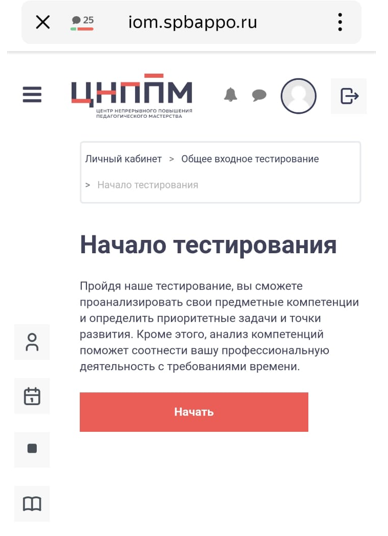 25 iom.spbappo.ru
ЦНППМ
ЦЕНТР НЕПРЕРЫВНОГО ПОВЫШЕНИЯ
ПЕДАГОГИЧЕСКОГО МАСТЕРСТВА
Личный кабинет > Общее входное тестирование
> Начало тестирования
Начало тестирования
Пройдя наше тестирование, вы сможете
проанализировать свои предметные компетенции
и определить приоритетные задачи и точки
развития. Кроме этого, анализ компетенций
поможет соотнести вашу профессиональную
деятельность с требованиями времени.
Начать